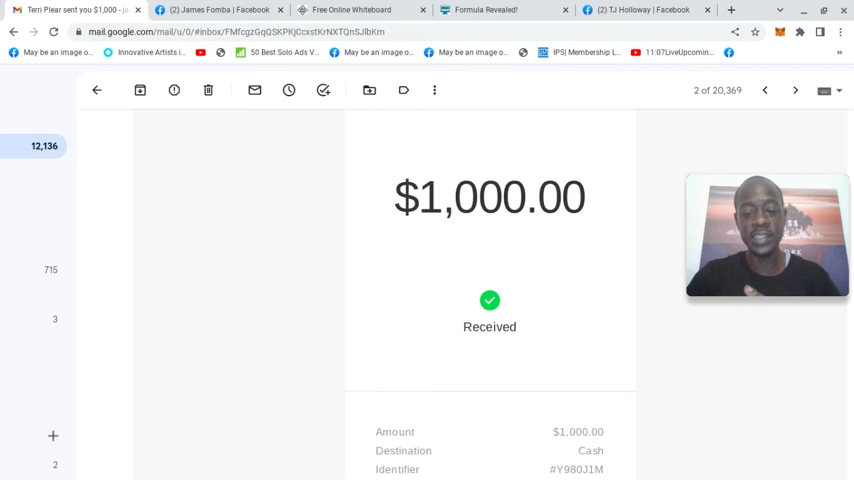 Terri Plear sent you $1,000 - ja
(2) James Fomba | Facebook
Free Online Whiteboard
Formula Revealed!
(2) TJ Holloway | Facebook
mail.google.com/mail/u/0/#inbox/FMfcgzGqQSKPKjCcxstKrNXTQnSJlbKm
May be an image o...
Innovative Artists i...
50 Best Solo Ads V...
May be an image o...
May be an image o...
IPS| Membership L...
11:07LiveUpcomin...
2 of 20,369
12,136
$1,000.00
715
Received
3
Amount $1,000.00
Destination Cash
2
Identifier #Y980J1M